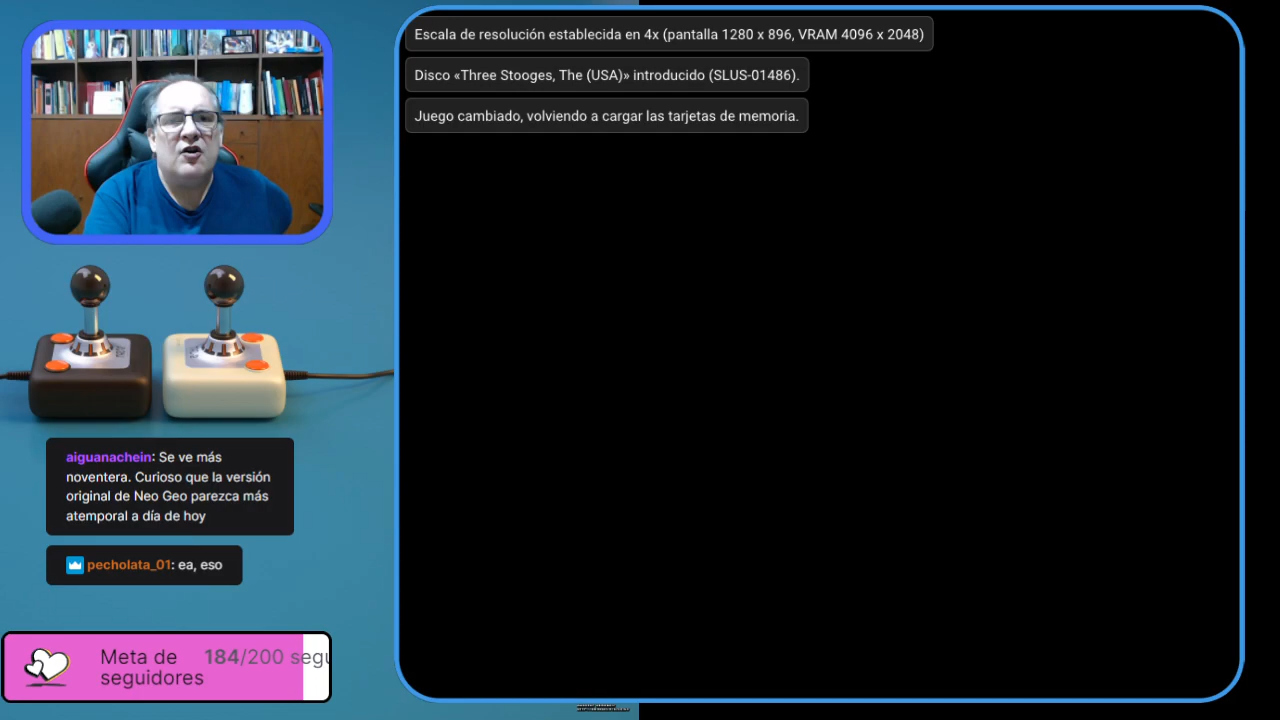 Escala de resolución establecida en 4x (pantalla 1280 x 896, VRAM 4096 x 2048)
Disco «Three Stooges, The (USA)» introducido (SLUS-01486).
Juego cambiado, volviendo a cargar las tarjetas de memoria.
aiguanachein: Se ve más
noventera. Curioso que la versión
original de Neo Geo parezca más
atemporal a día de hoy
pecholata_01: ea, eso
Meta de 184/200 segu
seguidores